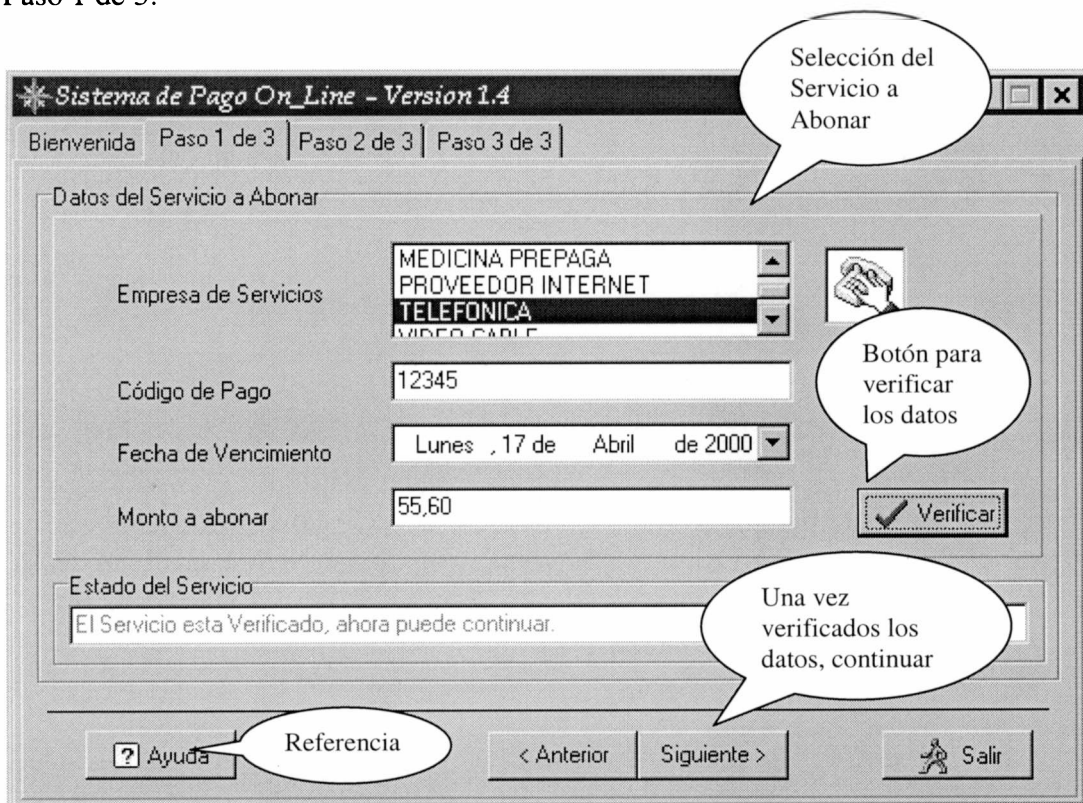 Paso 1 de 3.
Selección del
Servicio a
Abonar
Sistema de Pago On_Line - Version 1.4
Bienvenida Paso 1 de 3 Paso 2 de 3 Paso 3 de 3
Datos del Servicio a Abonar
Empresa de Servicios
MEDICINA PREPAGA
PROVEEDOR INTERNET
TELEFONICA
VIDEO CABLE
Botón para
verificar
los datos
Código de Pago 12345
Fecha de Vencimiento Lunes , 17 de Abril de 2000
Monto a abonar 55,60
Verificar
Estado del Servicio
El Servicio esta Verificado, ahora puede continuar.
Una vez
verificados los
datos, continuar
? Ayuda
Referencia
< Anterior Siguiente > Salir